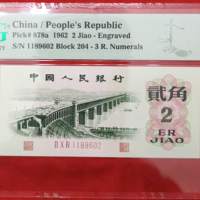 China / People's Republic
Pick# 878a 1962 2 Jiao - Engraved
S/N 1189602 Block 204 - 3 R. Numerals
中国人民银行
贰角
2
ER
JIAO
1189602